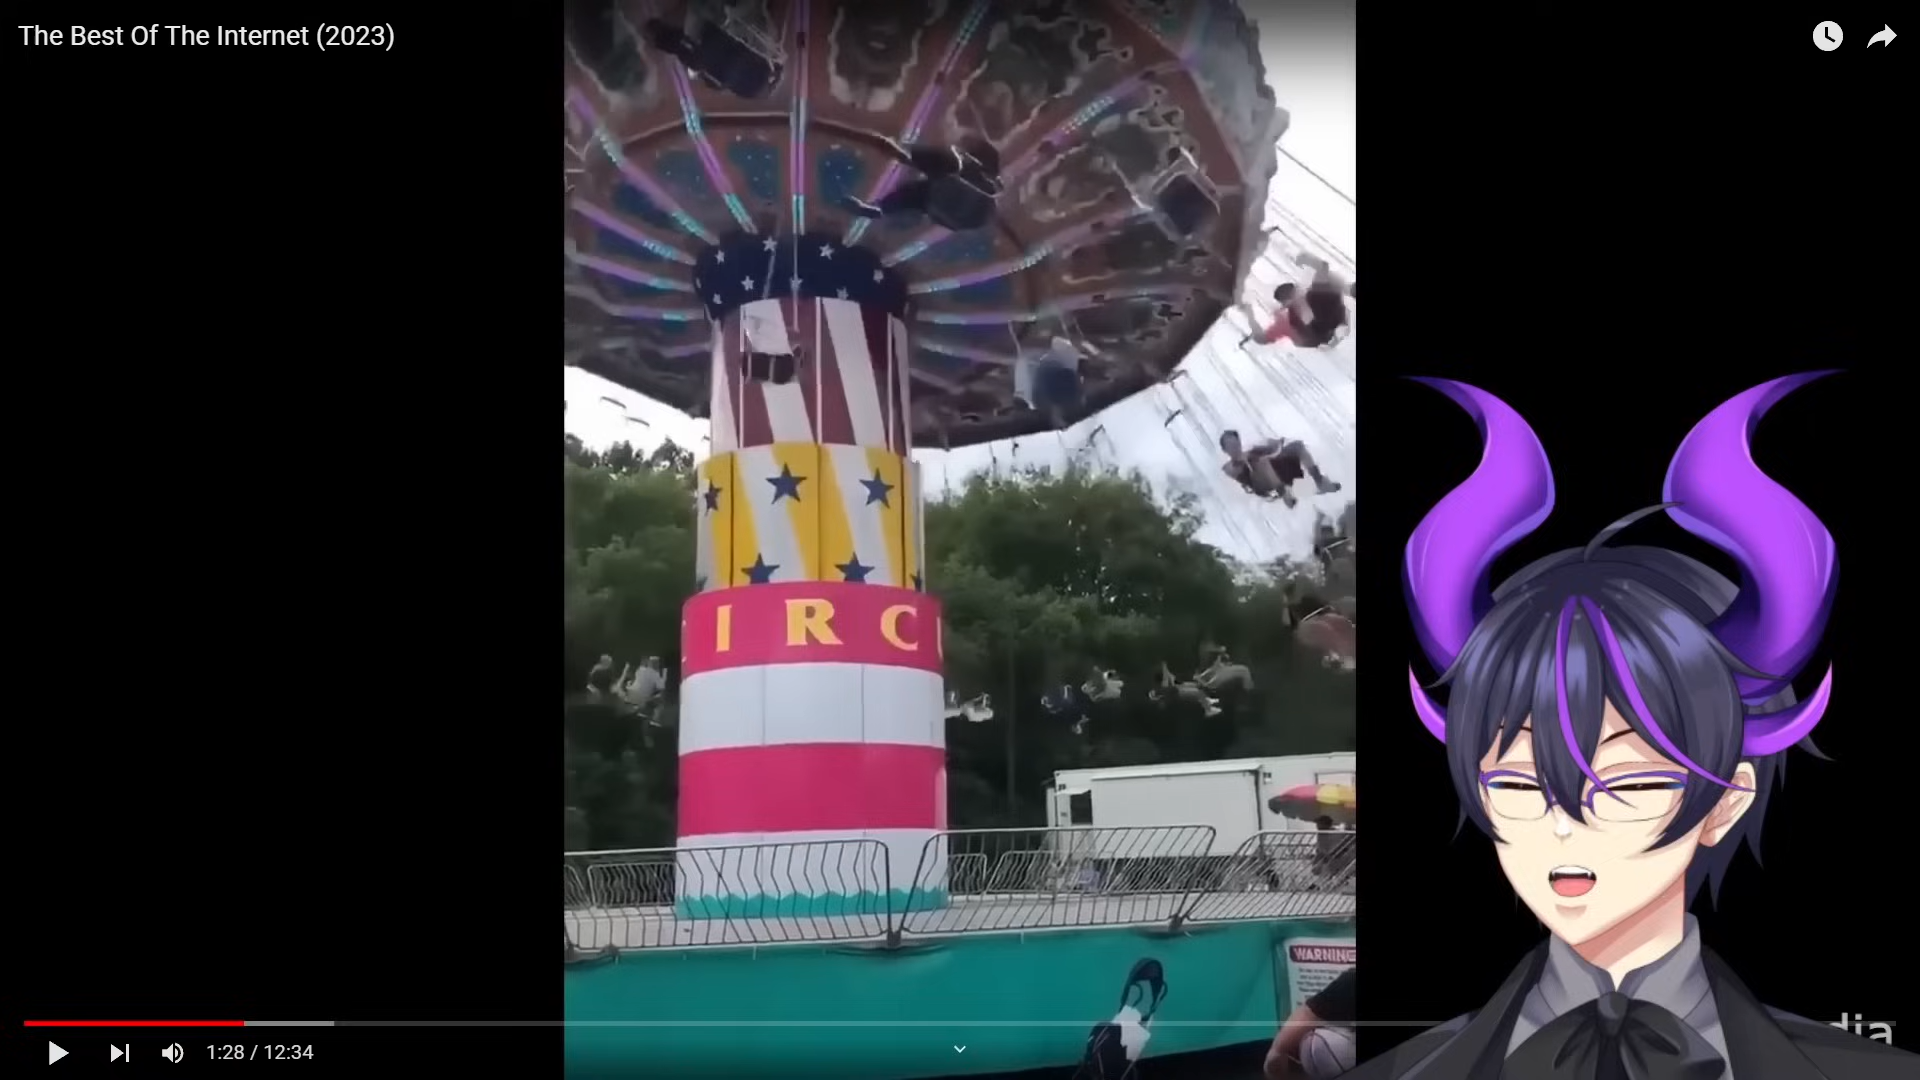 The Best Of The Internet (2023)
IRC
WARNING
1:28 / 12:34
dia